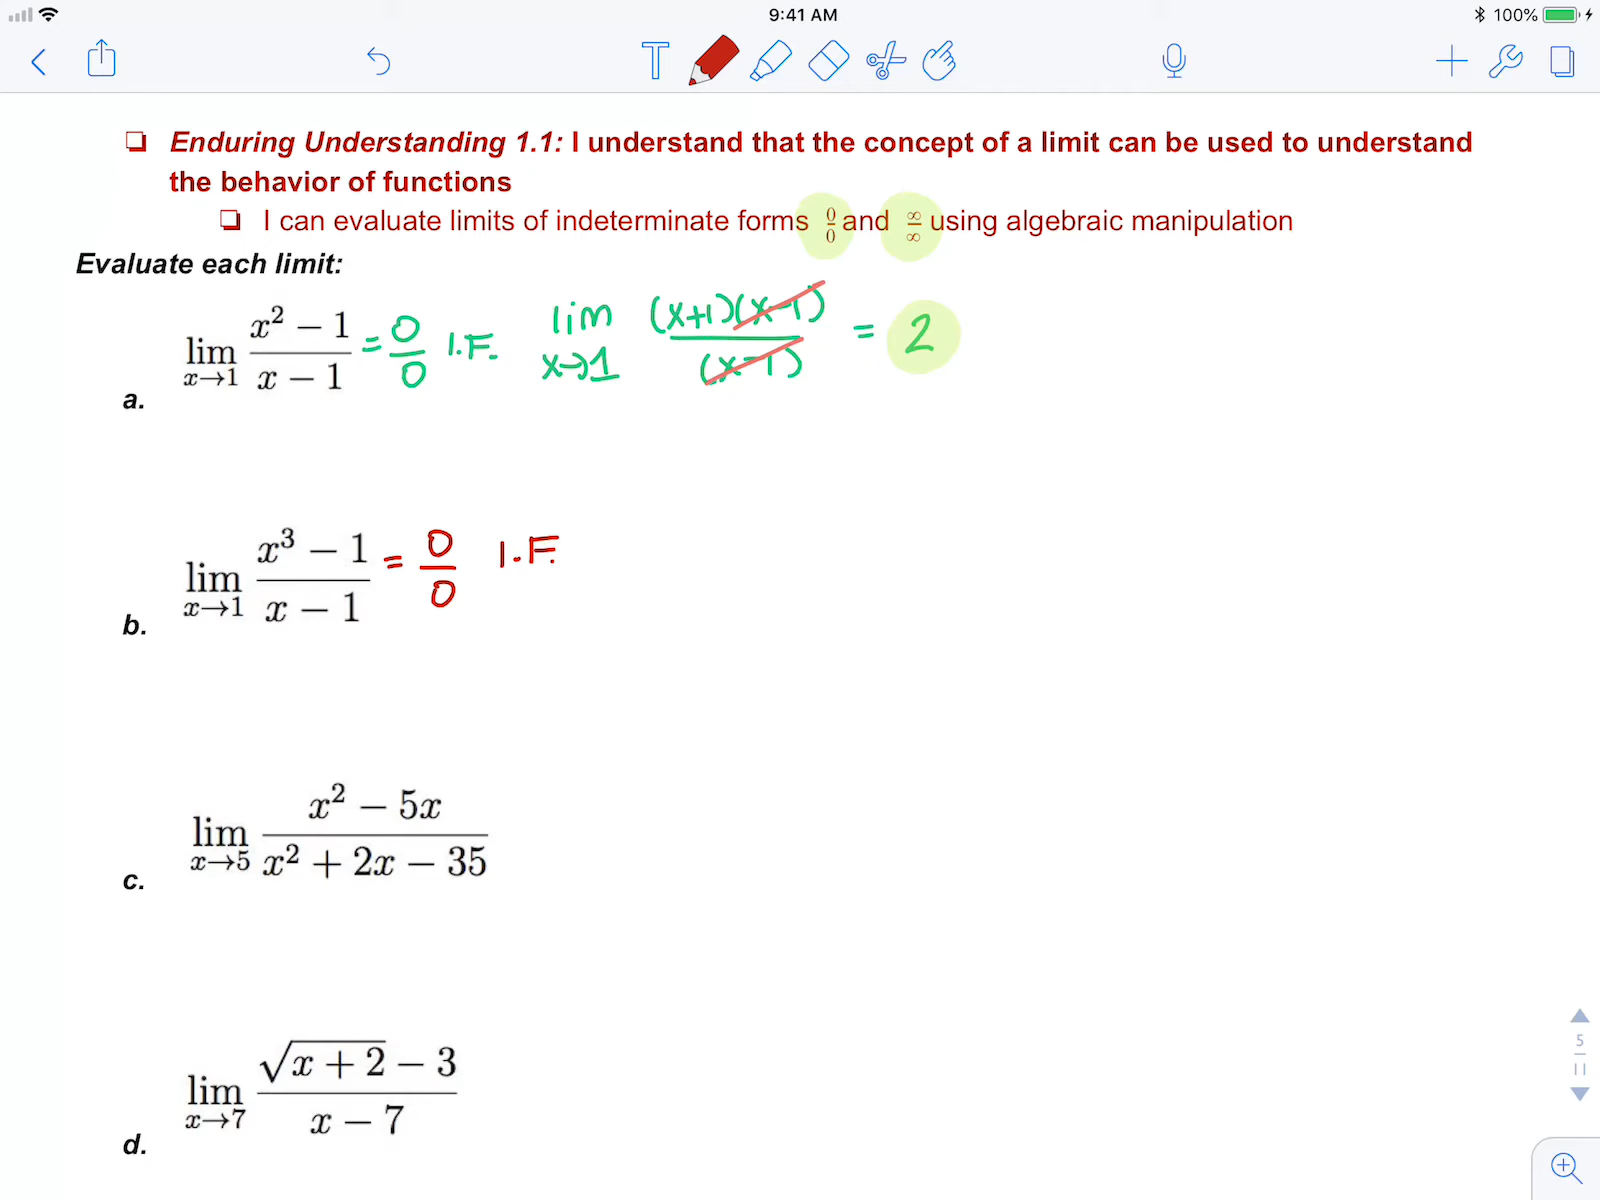 9:41 AM
100%
T
Enduring Understanding 1.1: I understand that the concept of a limit can be used to understand
the behavior of functions
I can evaluate limits of indeterminate forms 0/0 and ∞/∞ using algebraic manipulation
Evaluate each limit:
a. lim x→1 (x² − 1)/(x − 1) = 0/0 I.F. lim x→1 (x+1)(x-1)/(x-1) = 2
b. lim x→1 (x³ − 1)/(x − 1) = 0/0 I.F.
c. lim x→5 (x² − 5x)/(x² + 2x − 35)
d. lim x→7 (√(x + 2) − 3)/(x − 7)
5
11